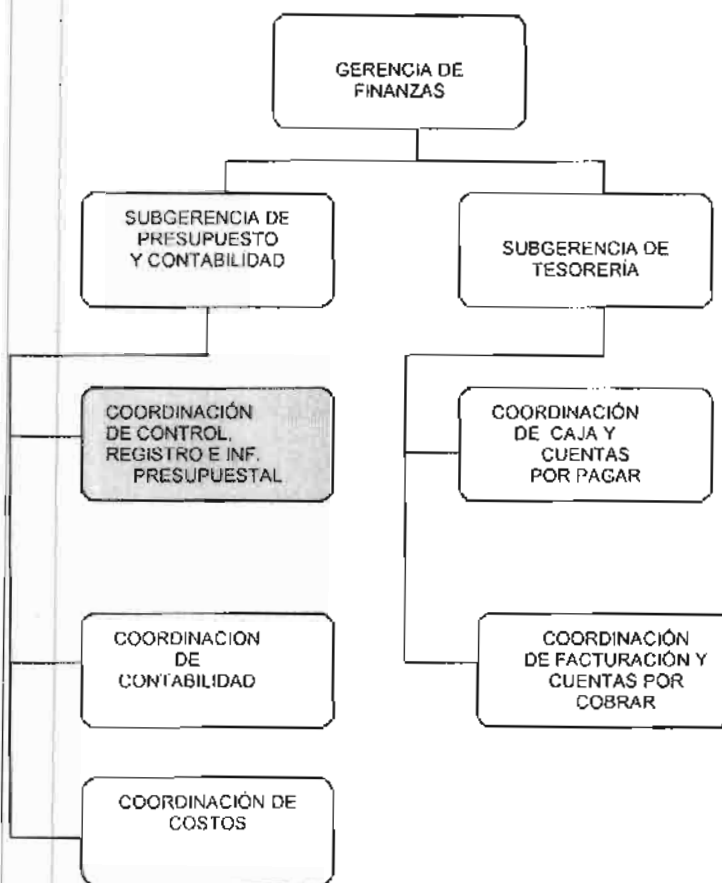 GERENCIA DE
FINANZAS
SUBGERENCIA DE
PRESUPUESTO
Y CONTABILIDAD
SUBGERENCIA DE
TESORERÍA
COORDINACIÓN
DE CONTROL,
REGISTRO E INF.
PRESUPUESTAL
COORDINACIÓN
DE CAJA Y
CUENTAS
POR PAGAR
COORDINACION
DE
CONTABILIDAD
COORDINACIÓN
DE FACTURACIÓN Y
CUENTAS POR
COBRAR
COORDINACIÓN DE
COSTOS